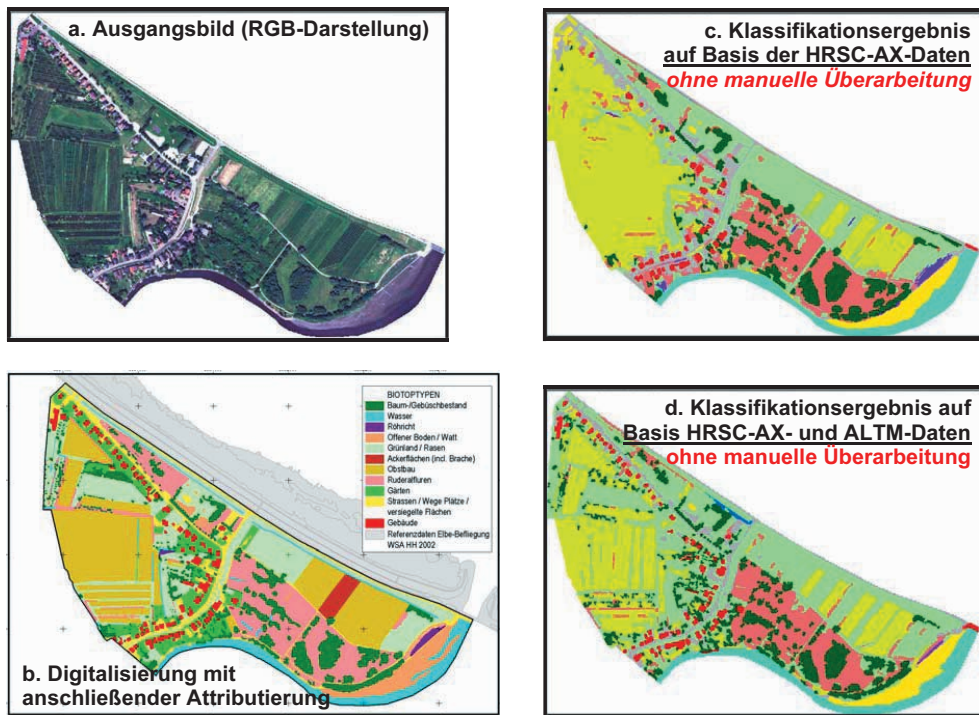 a. Ausgangsbild (RGB-Darstellung)
c. Klassifikationsergebnis
auf Basis der HRSC-AX-Daten
ohne manuelle Überarbeitung
BIOTOPTYPEN
Baum-/Gebüschbestand
Wasser
Röhricht
Offener Boden / Watt
Grünland / Rasen
Ackerflächen (incl. Brache)
Obstbau
Ruderalfluren
Gärten
Strassen / Wege Plätze /
versiegelte Flächen
Gebäude
Referenzdaten Elbe-Befliegung
WSA HH 2002
b. Digitalisierung mit
anschließender Attributierung
d. Klassifikationsergebnis auf
Basis HRSC-AX- und ALTM-Daten
ohne manuelle Überarbeitung